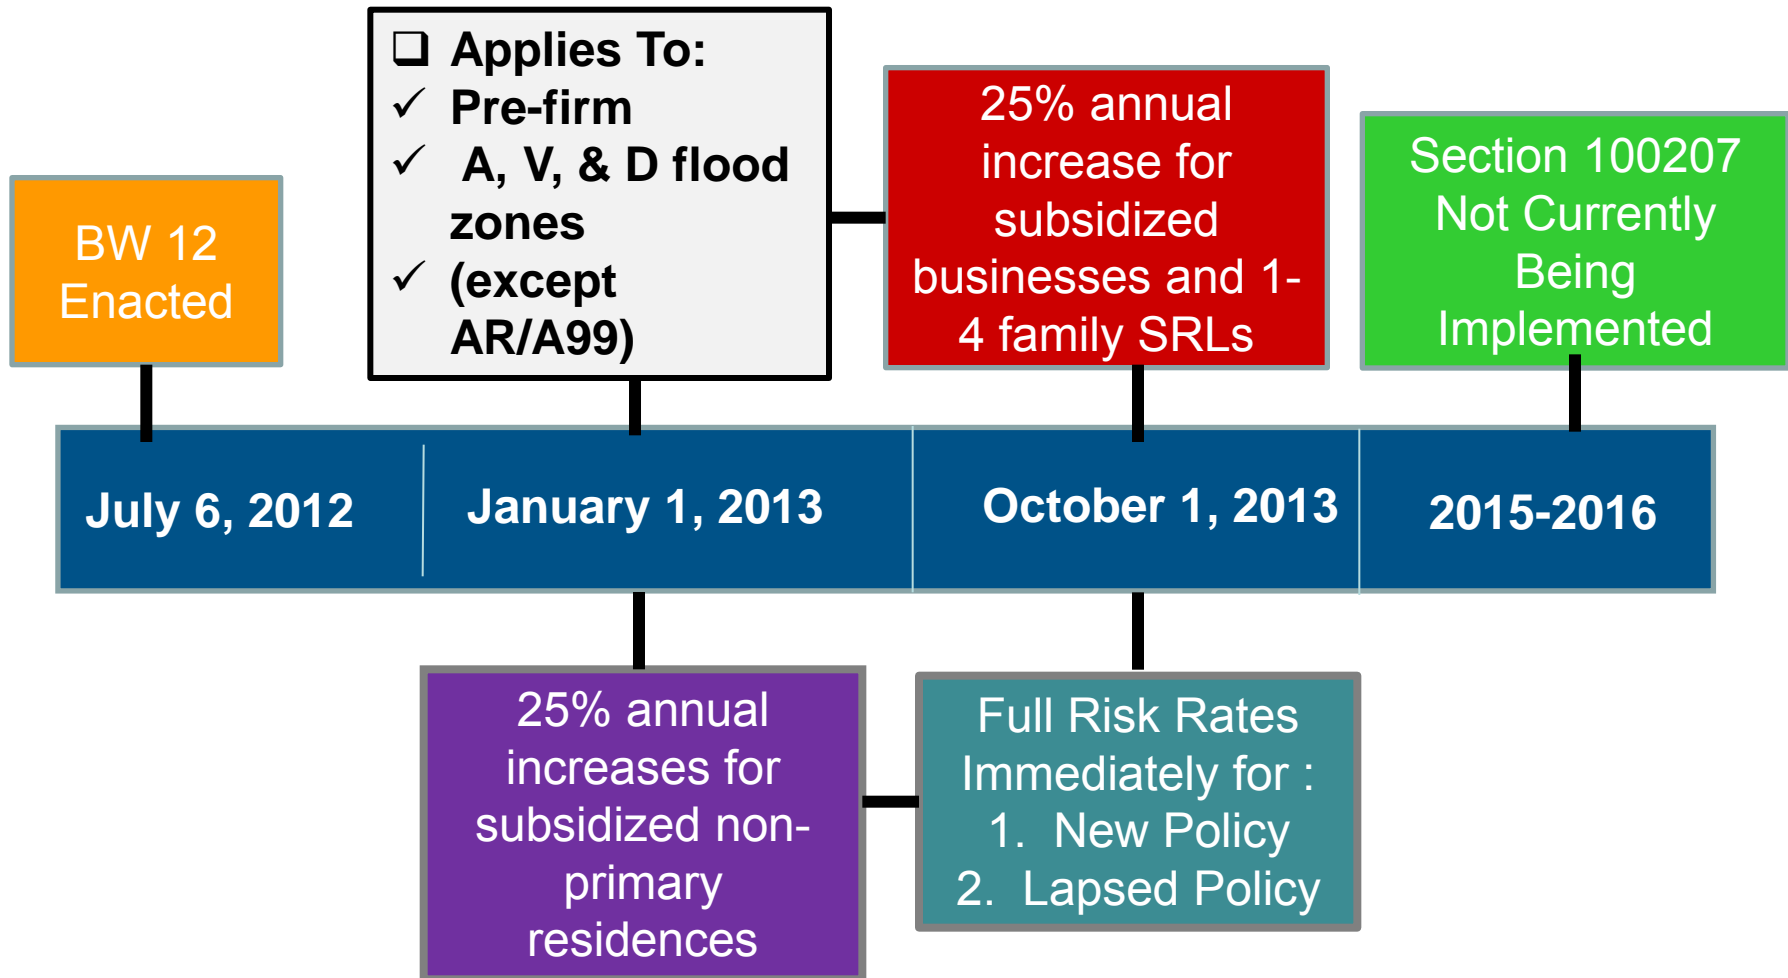 ❑ Applies To:
✓ Pre-firm
✓ A, V, & D flood
zones
✓ (except
AR/A99)
25% annual
increase for
subsidized
businesses and 1-
4 family SRLs
Section 100207
Not Currently
Being
Implemented
BW 12
Enacted
July 6, 2012
January 1, 2013
October 1, 2013
2015-2016
25% annual
increases for
subsidized non-
primary
residences
Full Risk Rates
Immediately for :
1. New Policy
2. Lapsed Policy